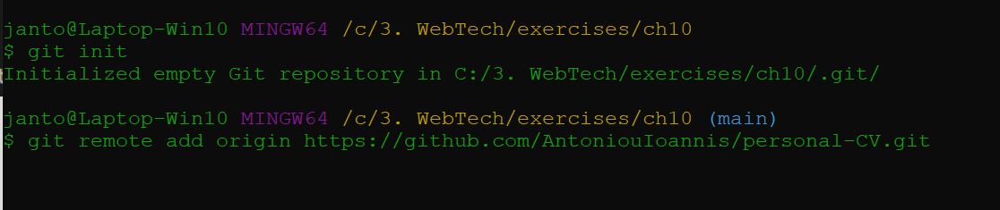 janto@Laptop-Win10 MINGW64 /c/3. WebTech/exercises/ch10
$ git init
Initialized empty Git repository in C:/3. WebTech/exercises/ch10/.git/
janto@Laptop-Win10 MINGW64 /c/3. WebTech/exercises/ch10 (main)
$ git remote add origin https://github.com/AntoniouIoannis/personal-CV.git